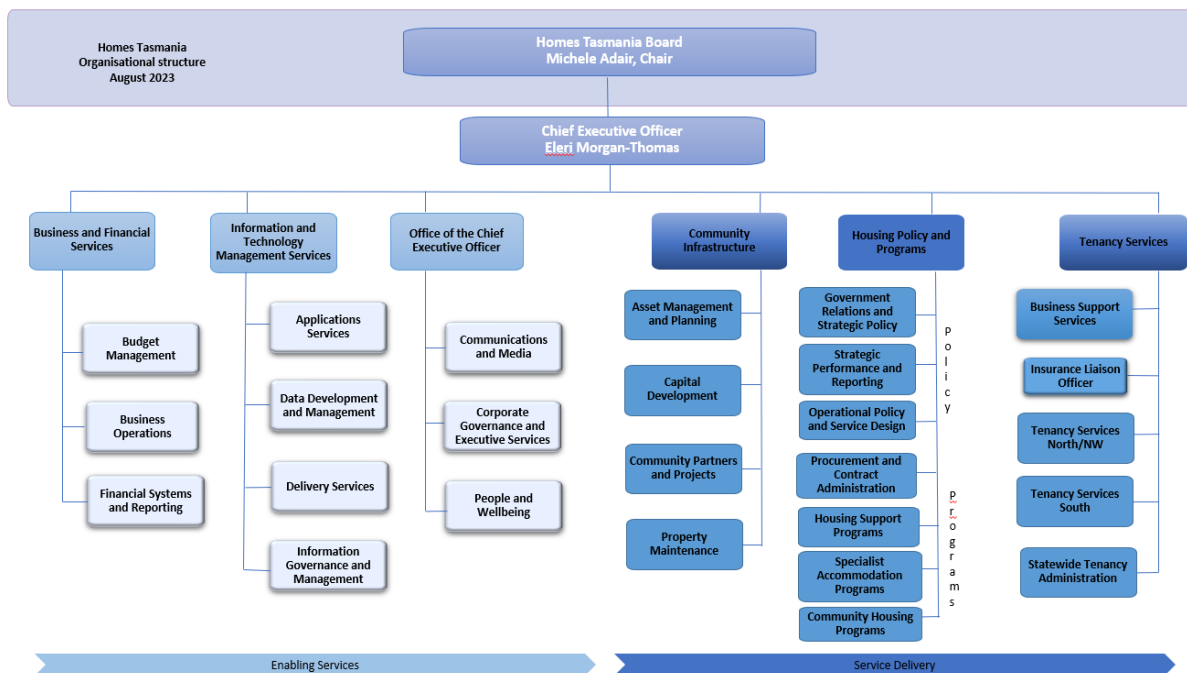 Homes Tasmania
Organisational structure
August 2023
Homes Tasmania Board
Michele Adair, Chair
Chief Executive Officer
Eleri Morgan-Thomas
Business and Financial
Services
Budget
Management
Business
Operations
Financial Systems
and Reporting
Information and
Technology
Management Services
Applications
Services
Data Development
and Management
Delivery Services
Information
Governance and
Management
Office of the Chief
Executive Officer
Communications
and Media
Corporate
Governance and
Executive Services
People and
Wellbeing
Community
Infrastructure
Asset Management
and Planning
Capital
Development
Community Partners
and Projects
Property
Maintenance
Housing Policy and
Programs
Government
Relations and
Strategic Policy
Strategic
Performance and
Reporting
Operational Policy
and Service Design
Procurement and
Contract
Administration
Housing Support
Programs
Specialist
Accommodation
Programs
Community Housing
Programs
Policy
Programs
Tenancy Services
Business Support
Services
Insurance Liaison
Officer
Tenancy Services
North/NW
Tenancy Services
South
Statewide Tenancy
Administration
Enabling Services
Service Delivery